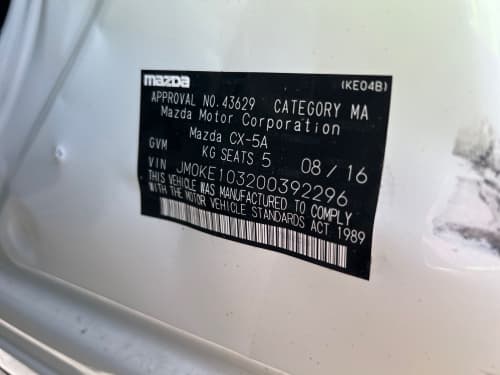 mazda (KE04B)
APPROVAL NO.43629 CATEGORY MA
Mazda Motor Corporation
Mazda CX-5A
GVM KG SEATS 5 08/16
VIN JM0KE103200392296
THIS VEHICLE WAS MANUFACTURED TO COMPLY
WITH THE MOTOR VEHICLE STANDARDS ACT 1989